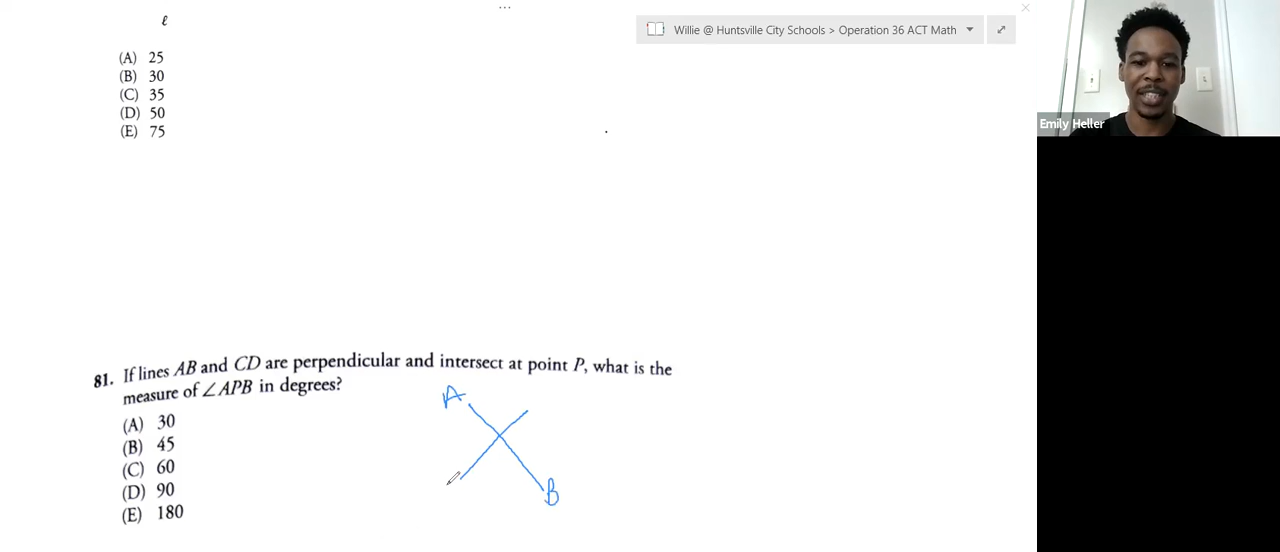 ...
ℓ
Willie @ Huntsville City Schools > Operation 36 ACT Math
(A) 25
(B) 30
(C) 35
(D) 50
(E) 75
Emily Heller
81. If lines AB and CD are perpendicular and intersect at point P, what is the
measure of ∠APB in degrees?
(A) 30
(B) 45
(C) 60
(D) 90
(E) 180
A
B